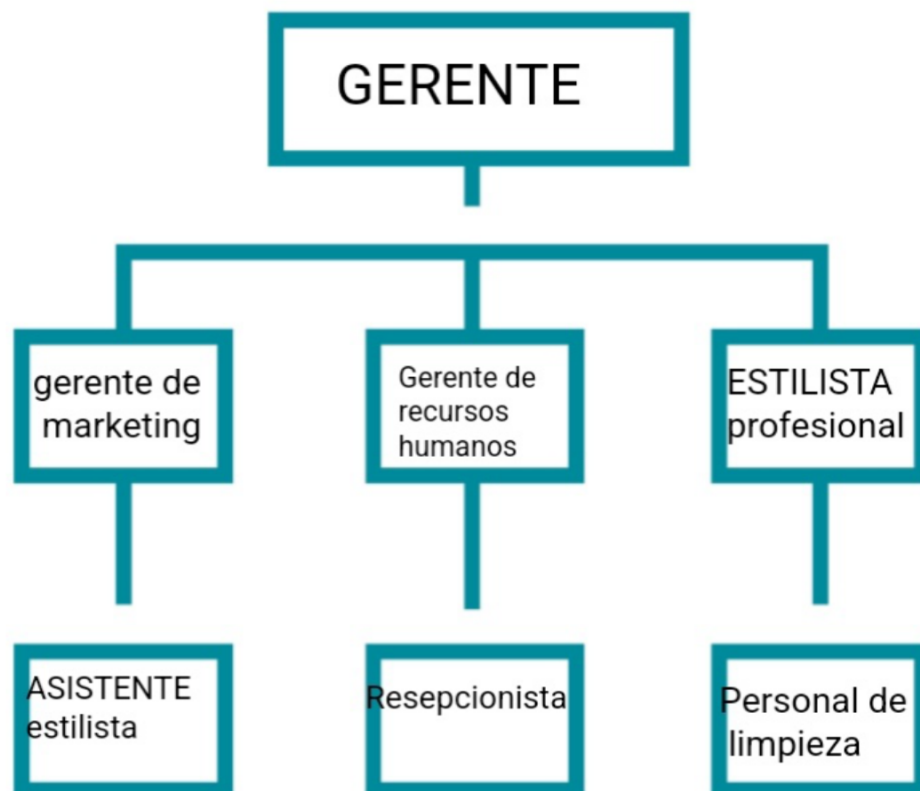 GERENTE
gerente de
marketing
Gerente de
recursos
humanos
ESTILISTA
profesional
ASISTENTE
estilista
Resepcionista
Personal de
limpieza